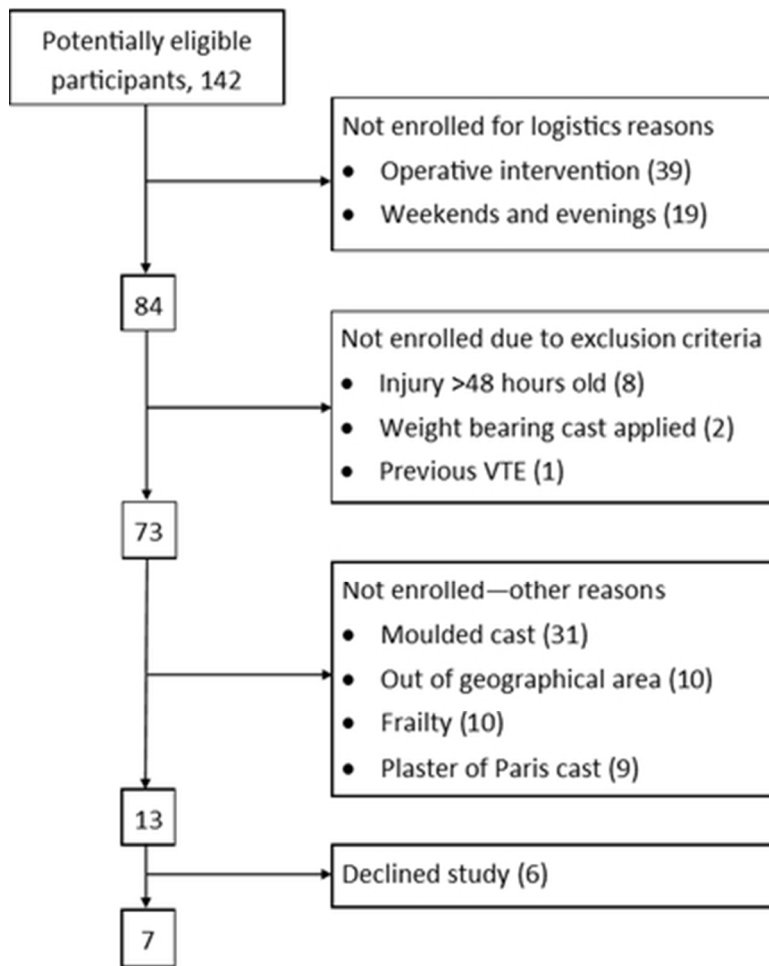 Potentially eligible
participants, 142
Not enrolled for logistics reasons
• Operative intervention (39)
• Weekends and evenings (19)
84
Not enrolled due to exclusion criteria
• Injury >48 hours old (8)
• Weight bearing cast applied (2)
• Previous VTE (1)
73
Not enrolled—other reasons
• Moulded cast (31)
• Out of geographical area (10)
• Frailty (10)
• Plaster of Paris cast (9)
13
Declined study (6)
7